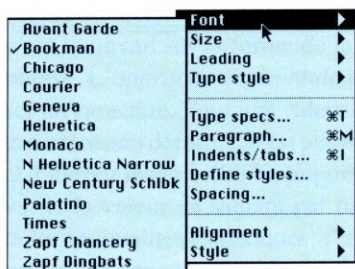 Font
Size
Leading
Type style
Type specs... ⌘T
Paragraph... ⌘M
Indents/tabs... ⌘I
Define styles...
Spacing...
Alignment
Style
Avant Garde
✓Bookman
Chicago
Courier
Geneva
Helvetica
Monaco
N Helvetica Narrow
New Century Schlbk
Palatino
Times
Zapf Chancery
Zapf Dingbats